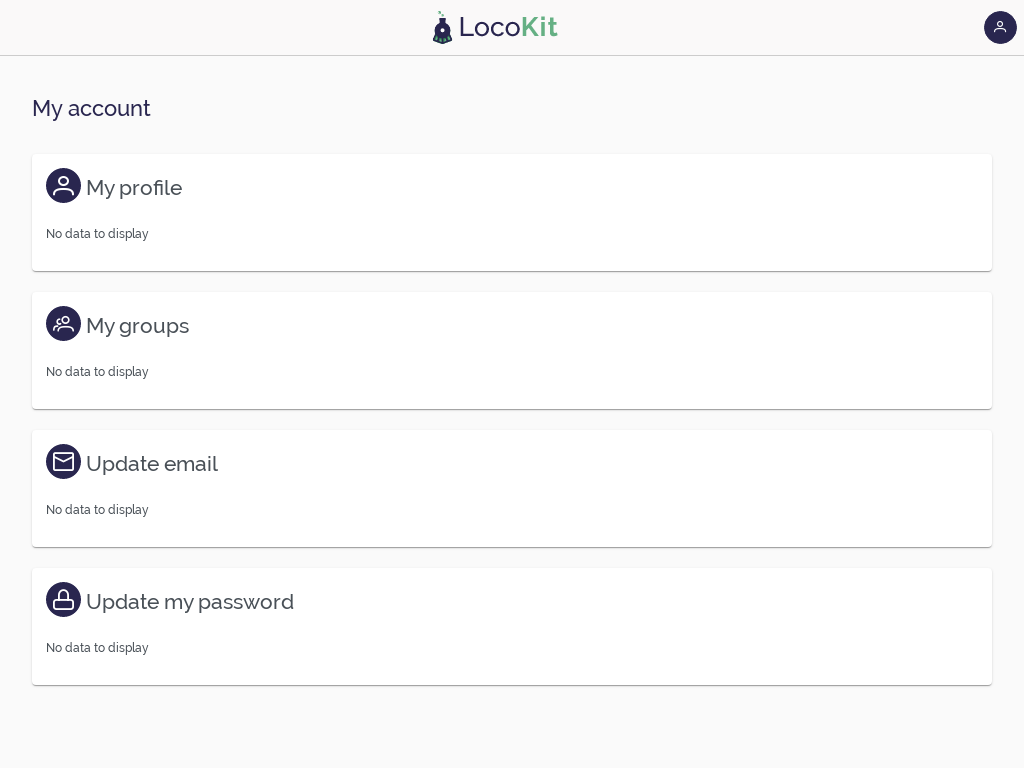 LocoKit
My account
My profile
No data to display
My groups
No data to display
Update email
No data to display
Update my password
No data to display